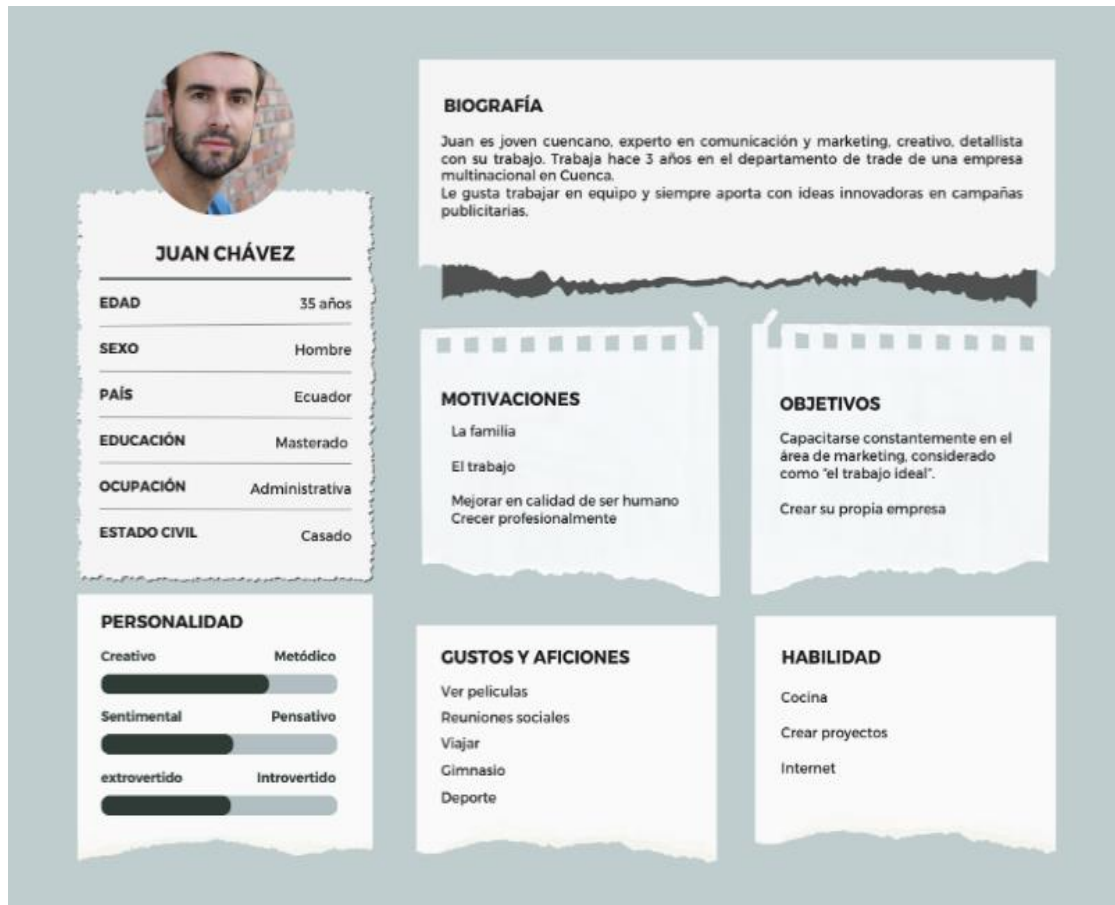 JUAN CHÁVEZ
EDAD 35 años
SEXO Hombre
PAÍS Ecuador
EDUCACIÓN Masterado
OCUPACIÓN Administrativa
ESTADO CIVIL Casado
PERSONALIDAD
Creativo Metódico
Sentimental Pensativo
extrovertido Introvertido
BIOGRAFÍA
Juan es joven cuencano, experto en comunicación y marketing, creativo, detallista
con su trabajo. Trabaja hace 3 años en el departamento de trade de una empresa
multinacional en Cuenca.
Le gusta trabajar en equipo y siempre aporta con ideas innovadoras en campañas
publicitarias.
MOTIVACIONES
La familia
El trabajo
Mejorar en calidad de ser humano
Crecer profesionalmente
OBJETIVOS
Capacitarse constantemente en el
área de marketing, considerado
como "el trabajo ideal".
Crear su propia empresa
GUSTOS Y AFICIONES
Ver películas
Reuniones sociales
Viajar
Gimnasio
Deporte
HABILIDAD
Cocina
Crear proyectos
Internet